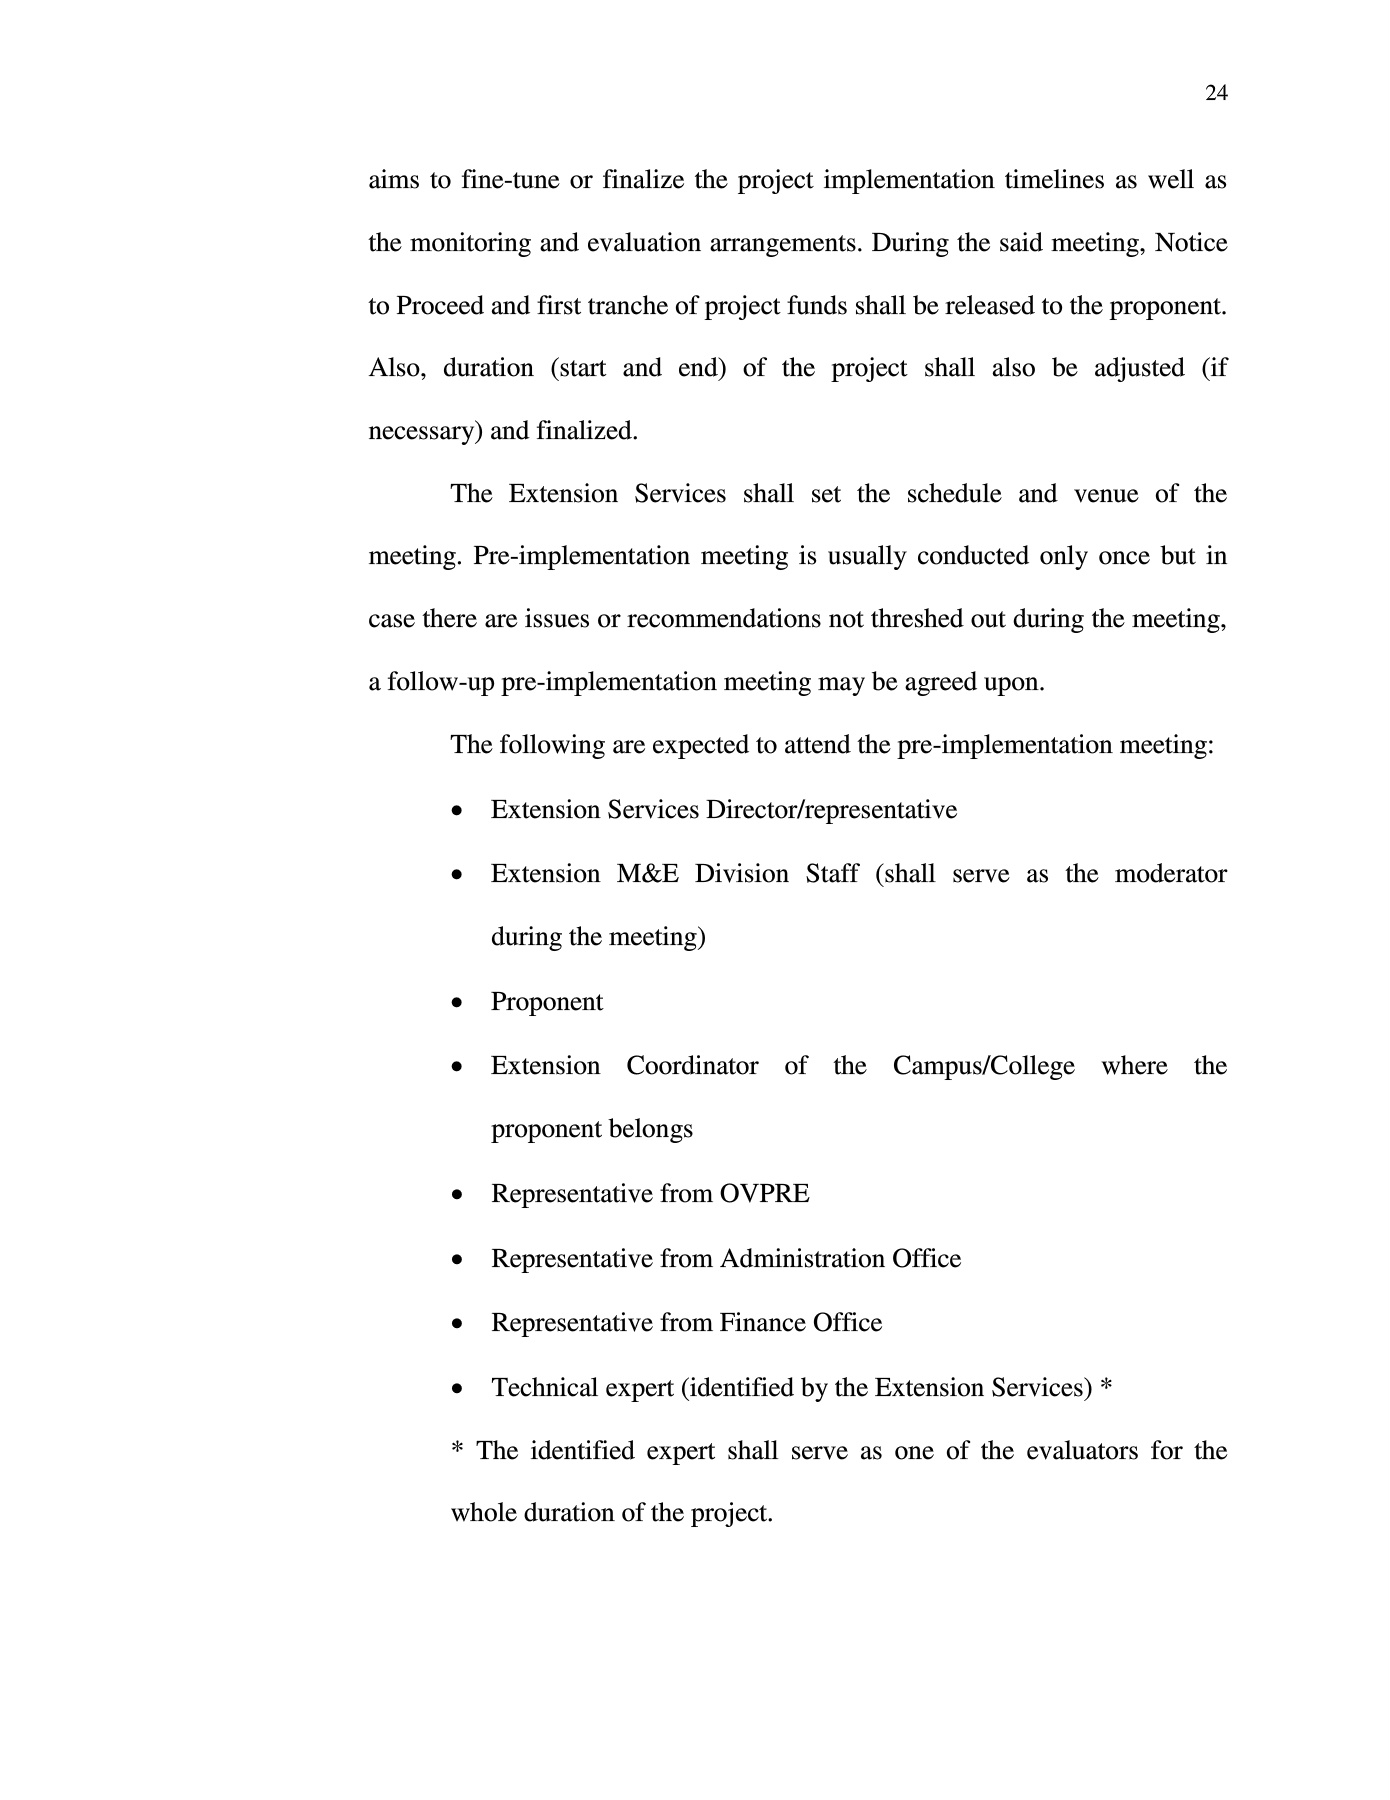 24
aims to fine-tune or finalize the project implementation timelines as well as
the monitoring and evaluation arrangements. During the said meeting, Notice
to Proceed and first tranche of project funds shall be released to the proponent.
Also, duration (start and end) of the project shall also be adjusted (if
necessary) and finalized.
The Extension Services shall set the schedule and venue of the
meeting. Pre-implementation meeting is usually conducted only once but in
case there are issues or recommendations not threshed out during the meeting,
a follow-up pre-implementation meeting may be agreed upon.
The following are expected to attend the pre-implementation meeting:
• Extension Services Director/representative
• Extension M&E Division Staff (shall serve as the moderator
during the meeting)
• Proponent
• Extension Coordinator of the Campus/College where the
proponent belongs
• Representative from OVPRE
• Representative from Administration Office
• Representative from Finance Office
• Technical expert (identified by the Extension Services) *
* The identified expert shall serve as one of the evaluators for the
whole duration of the project.